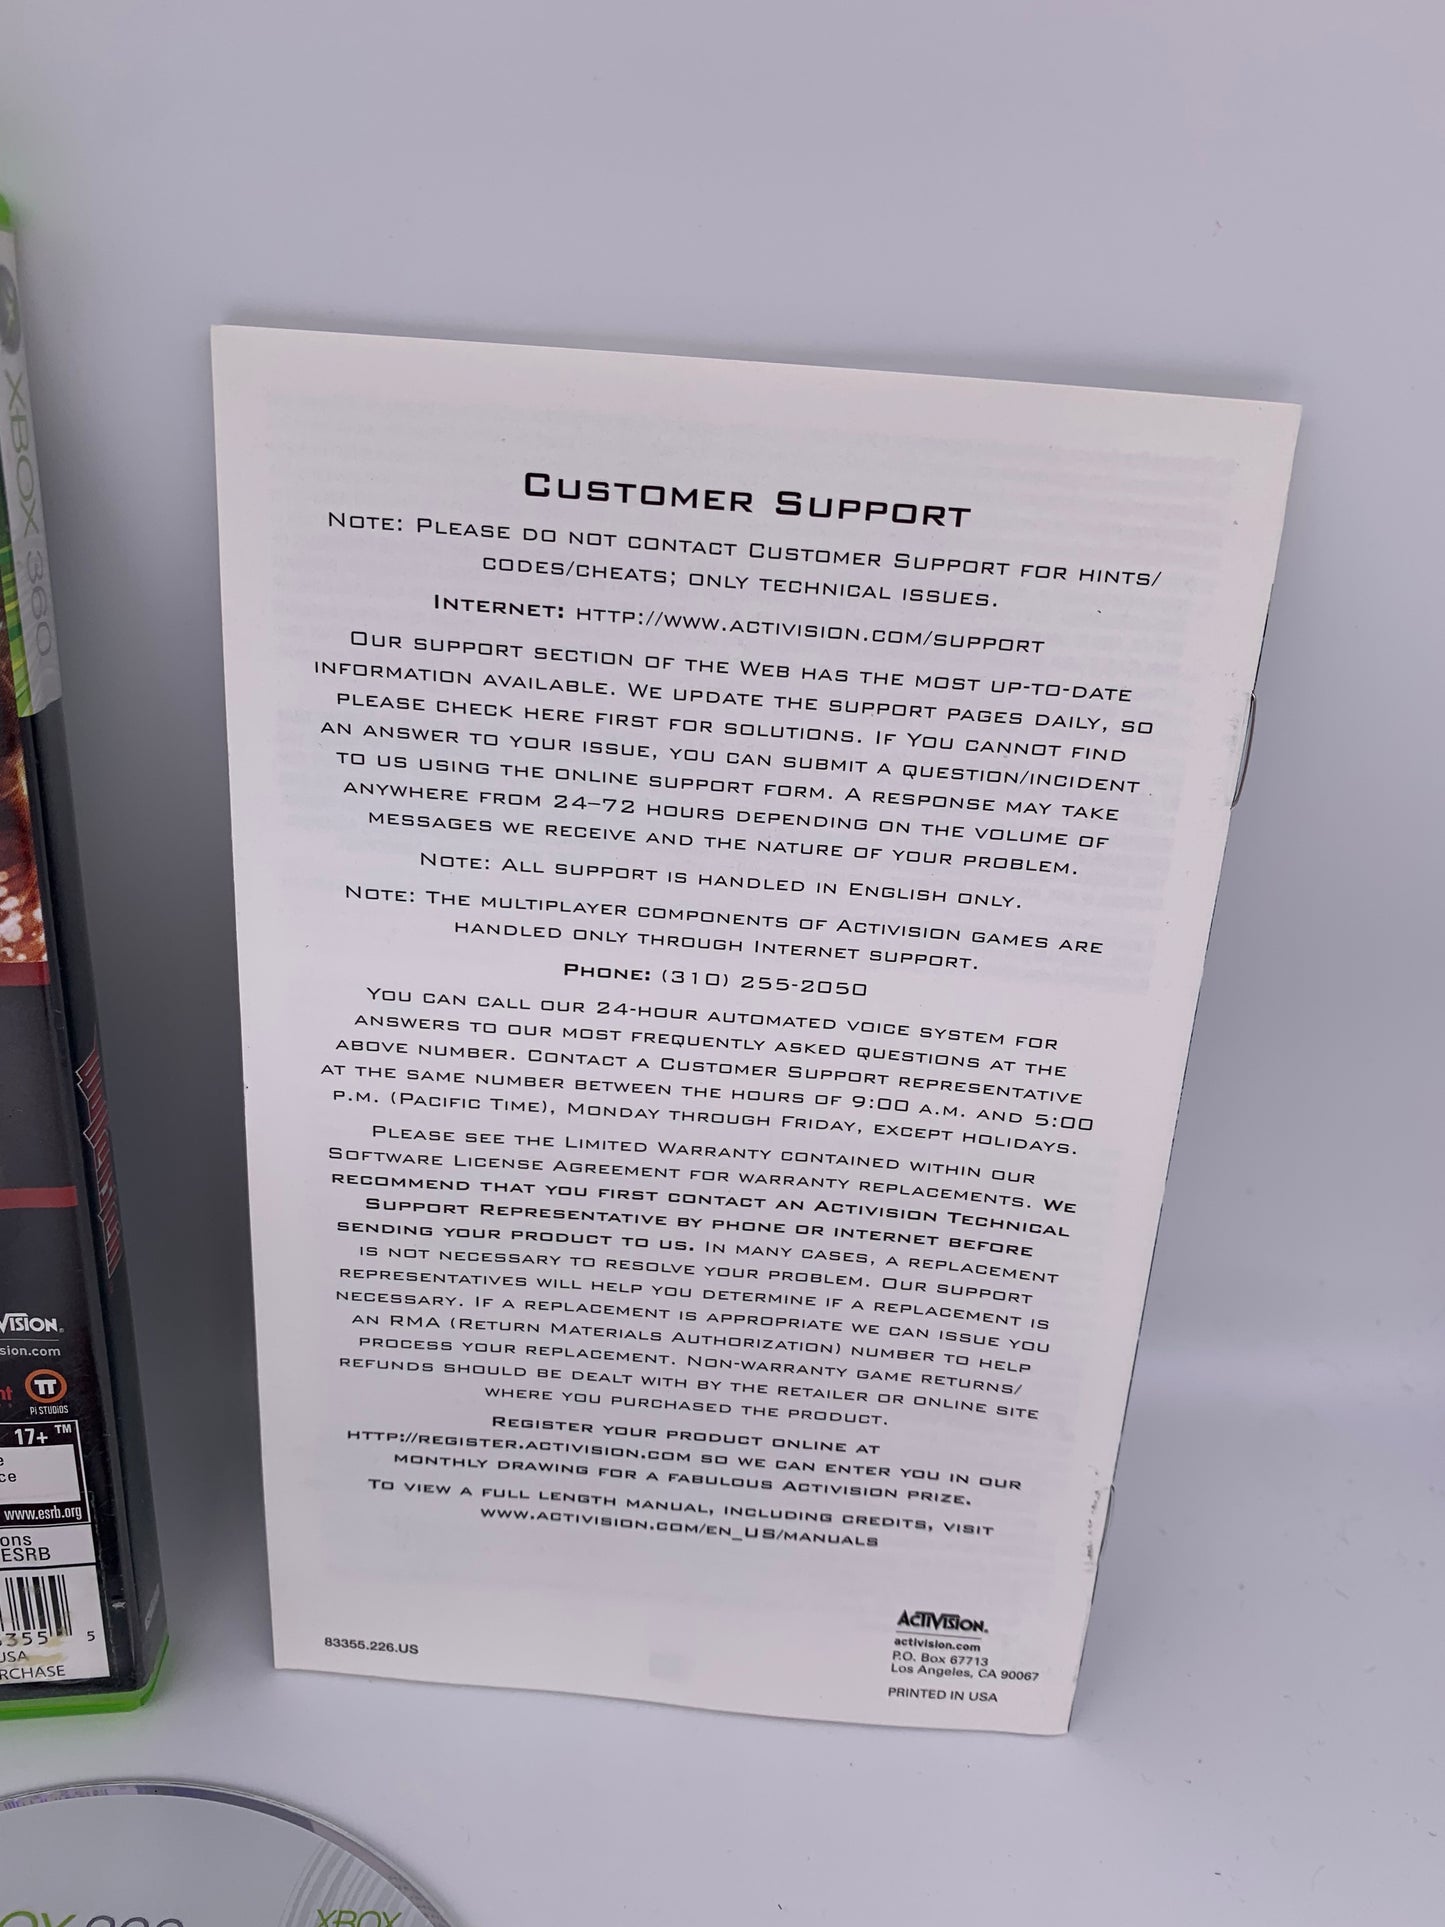 Customer Support
Note: Please do not contact Customer Support for hints/
codes/cheats; only technical issues.
Internet: http://www.activision.com/support
Our support section of the Web has the most up-to-date
information available. We update the support pages daily, so
please check here first for solutions. If You cannot find
an answer to your issue, you can submit a question/incident
to us using the online support form. A response may take
anywhere from 24–72 hours depending on the volume of
messages we receive and the nature of your problem.
Note: All support is handled in English only.
Note: The multiplayer components of Activision games are
handled only through Internet support.
Phone: (310) 255-2050
You can call our 24-hour automated voice system for
answers to our most frequently asked questions at the
above number. Contact a Customer Support representative
at the same number between the hours of 9:00 a.m. and 5:00
p.m. (Pacific Time), Monday through Friday, except holidays.
Please see the Limited Warranty contained within our
Software License Agreement for warranty replacements. We
recommend that you first contact an Activision Technical
Support Representative by phone or internet before
sending your product to us. In many cases, a replacement
is not necessary to resolve your problem. Our support
representatives will help you determine if a replacement is
necessary. If a replacement is appropriate we can issue you
an RMA (Return Materials Authorization) number to help
process your replacement. Non-warranty game returns/
refunds should be dealt with by the retailer or online site
where you purchased the product.
Register your product online at
http://register.activision.com so we can enter you in our
monthly drawing for a fabulous Activision prize.
To view a full length manual, including credits, visit
www.activision.com/en_US/manuals
83355.226.US
Activision.
activision.com
P.O. Box 67713
Los Angeles, CA 90067
PRINTED IN USA
XBOX 360
VISION.
sion.com
Pi STUDIOS
17+ ™
ce
www.esrb.org
ons
ESRB
355
5
USA
RCHASE
XBOX